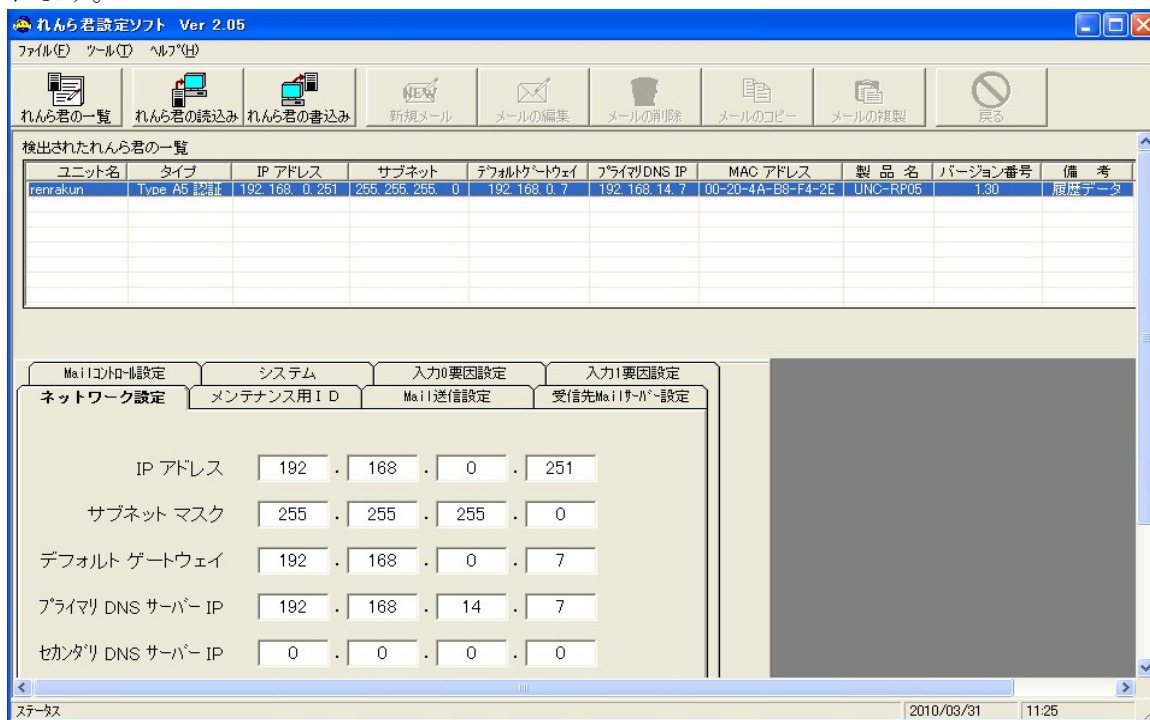 れんら君設定ソフト Ver 2.05
ファイル(F) ツール(T) ヘルプ(H)
れんら君の一覧 れんら君の読込み れんら君の書込み NEW 新規メール メールの編集 メールの削除 メールのコピー メールの複製 戻る
検出されたれんら君の一覧
ユニット名 タイプ IP アドレス サブネット デフォルトゲートウェイ プライマリDNS IP MAC アドレス 製 品 名 バージョン番号 備 考
renrakun Type A5 認証 192.168. 0.251 255.255.255. 0 192.168. 0. 7 192.168.14. 7 00-20-4A-B8-F4-2E UNC-RP05 1.30 履歴データ
Mailコントロール設定 システム 入力0要因設定 入力1要因設定
ネットワーク設定 メンテナンス用ID Mail送信設定 受信先Mailサーバー設定
IP アドレス 192 . 168 . 0 . 251
サブネット マスク 255 . 255 . 255 . 0
デフォルト ゲートウェイ 192 . 168 . 0 . 7
プライマリ DNS サーバー IP 192 . 168 . 14 . 7
セカンダリ DNS サーバー IP 0 . 0 . 0 . 0
ステータス 2010/03/31 11:25